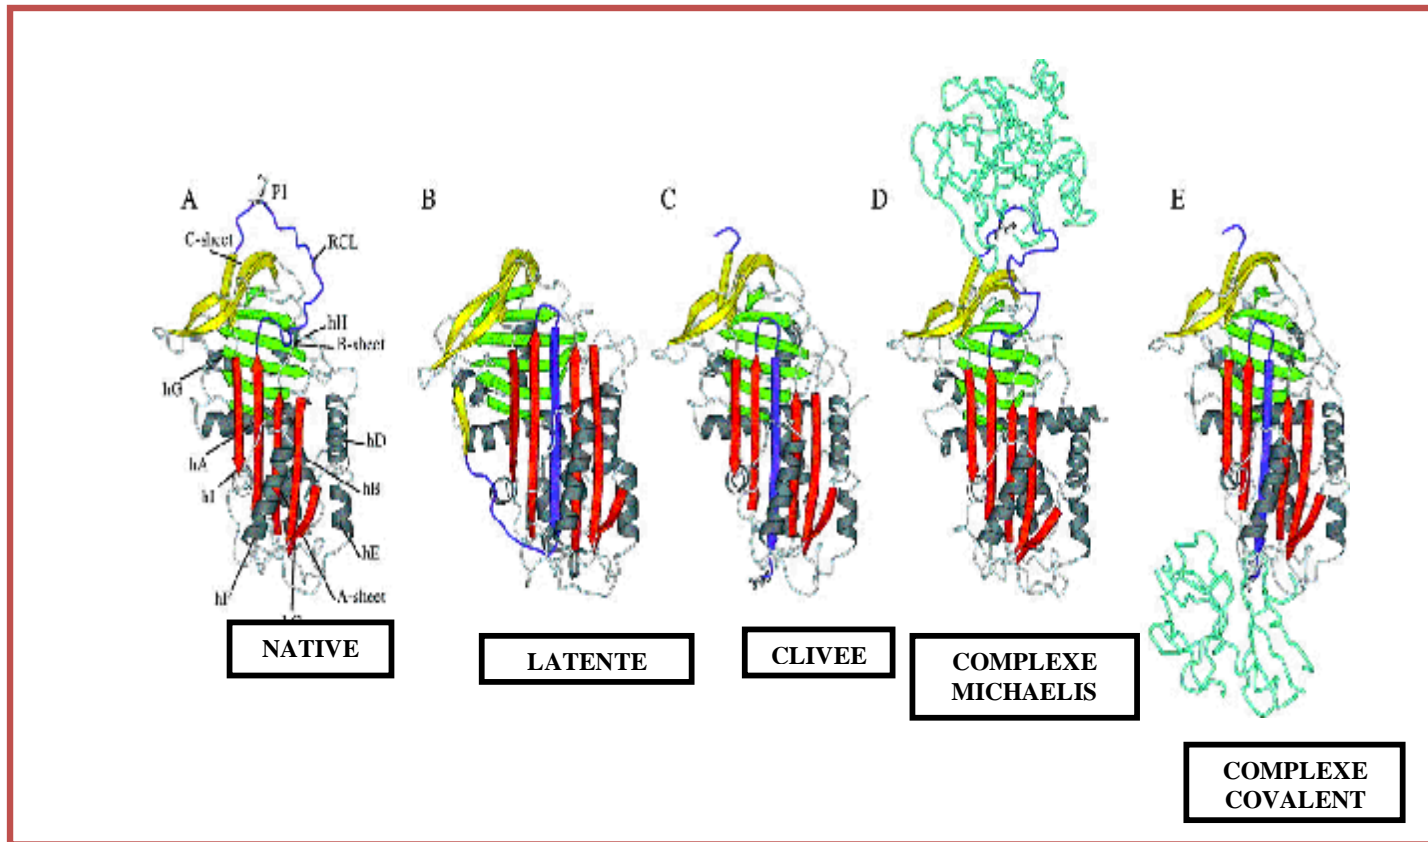 A
P1
C-sheet
RCL
hH
B-sheet
hG
hD
hA
hI
hB
hE
A-sheet
NATIVE
B
LATENTE
C
CLIVEE
D
COMPLEXE
MICHAELIS
E
COMPLEXE
COVALENT